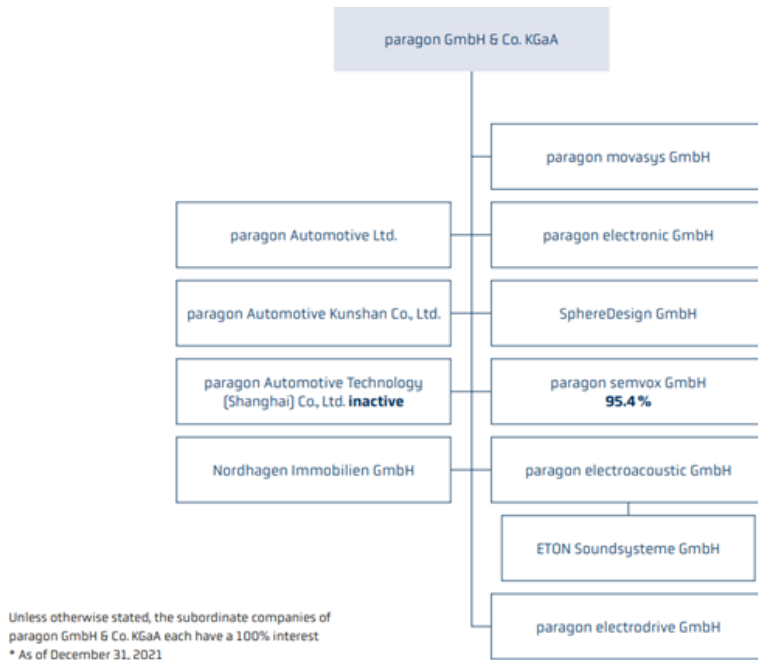 paragon GmbH & Co. KGaA
paragon movasys GmbH
paragon Automotive Ltd.
paragon electronic GmbH
paragon Automotive Kunshan Co., Ltd.
SphereDesign GmbH
paragon Automotive Technology
(Shanghai) Co., Ltd. inactive
paragon semvox GmbH
95.4 %
Nordhagen Immobilien GmbH
paragon electroacoustic GmbH
ETON Soundsysteme GmbH
paragon electrodrive GmbH
Unless otherwise stated, the subordinate companies of
paragon GmbH & Co. KGaA each have a 100% interest
* As of December 31, 2021